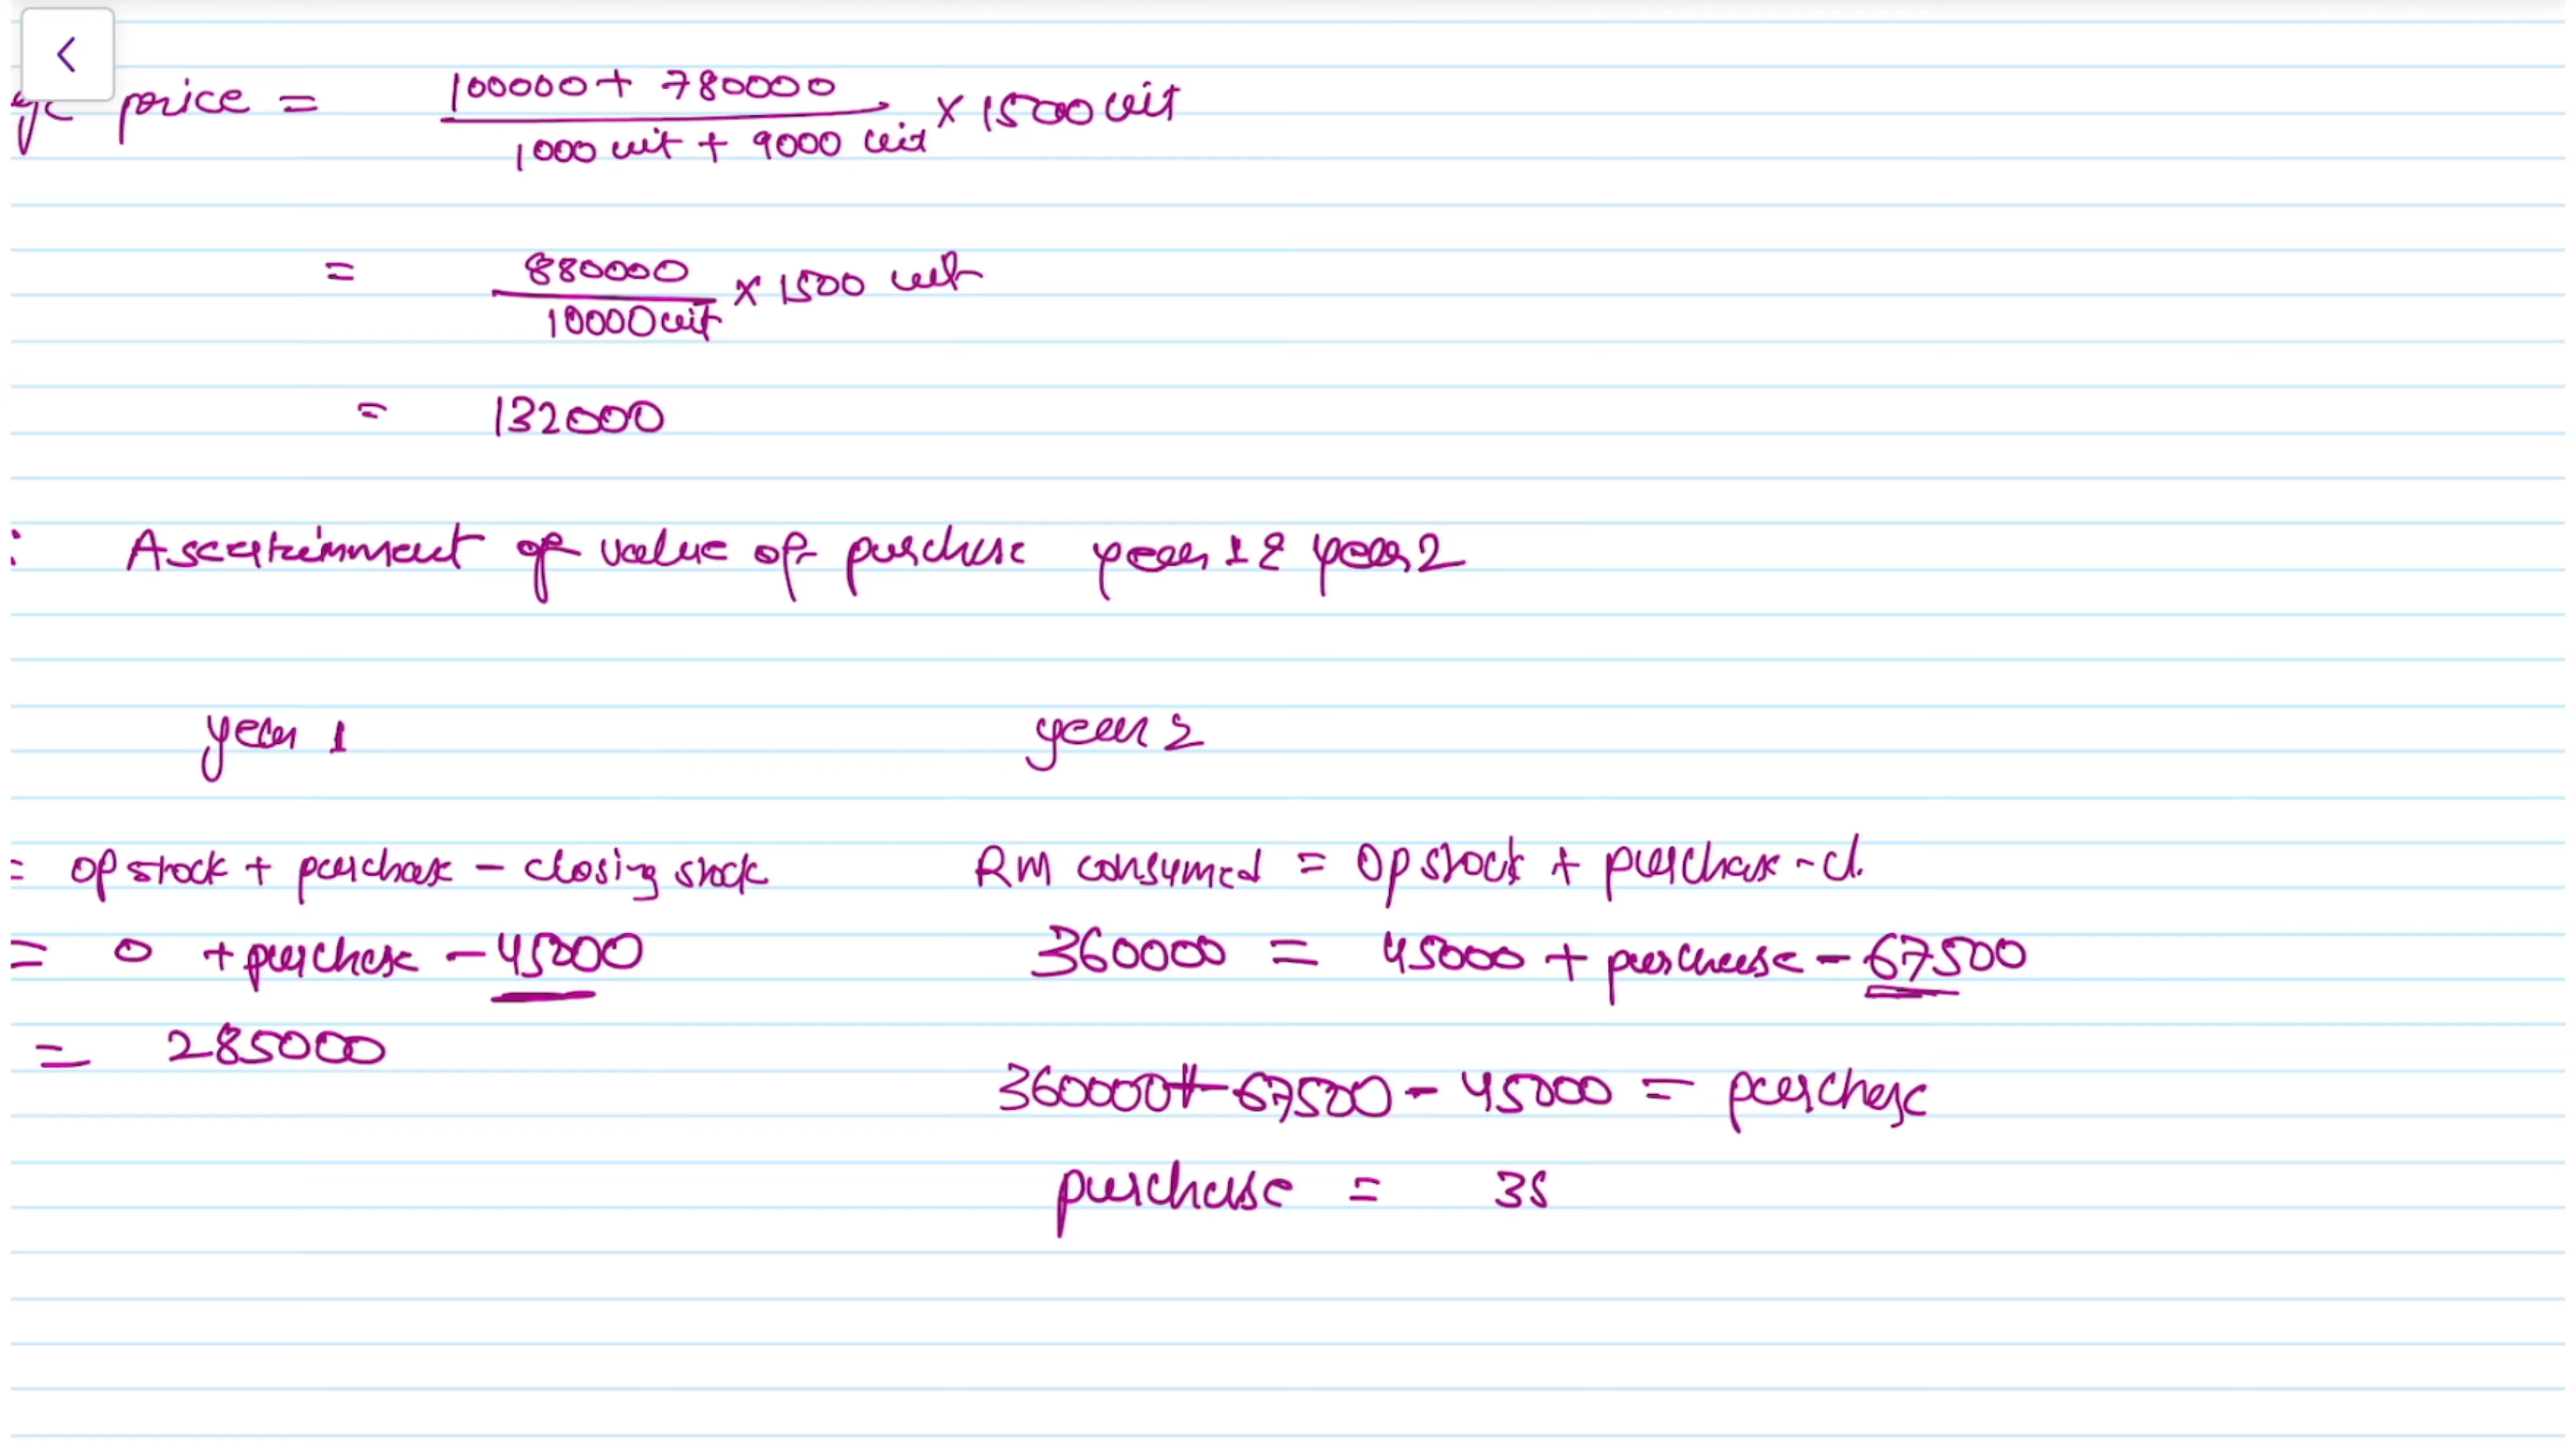 price = 100000 + 780000 / 1000 unit + 9000 unit × 1500 unit
= 880000 / 10000 unit × 1500 unit
= 132000
: Ascertainment of value of purchase year 1 & year 2
year 1 year 2
= op stock + purchase - closing stock RM consumed = op stock + purchase - cl.
= 0 + purchase - 45000 360000 = 45000 + purchase - 67500
= 285000
360000 + 67500 - 45000 = purchase
purchase = 38